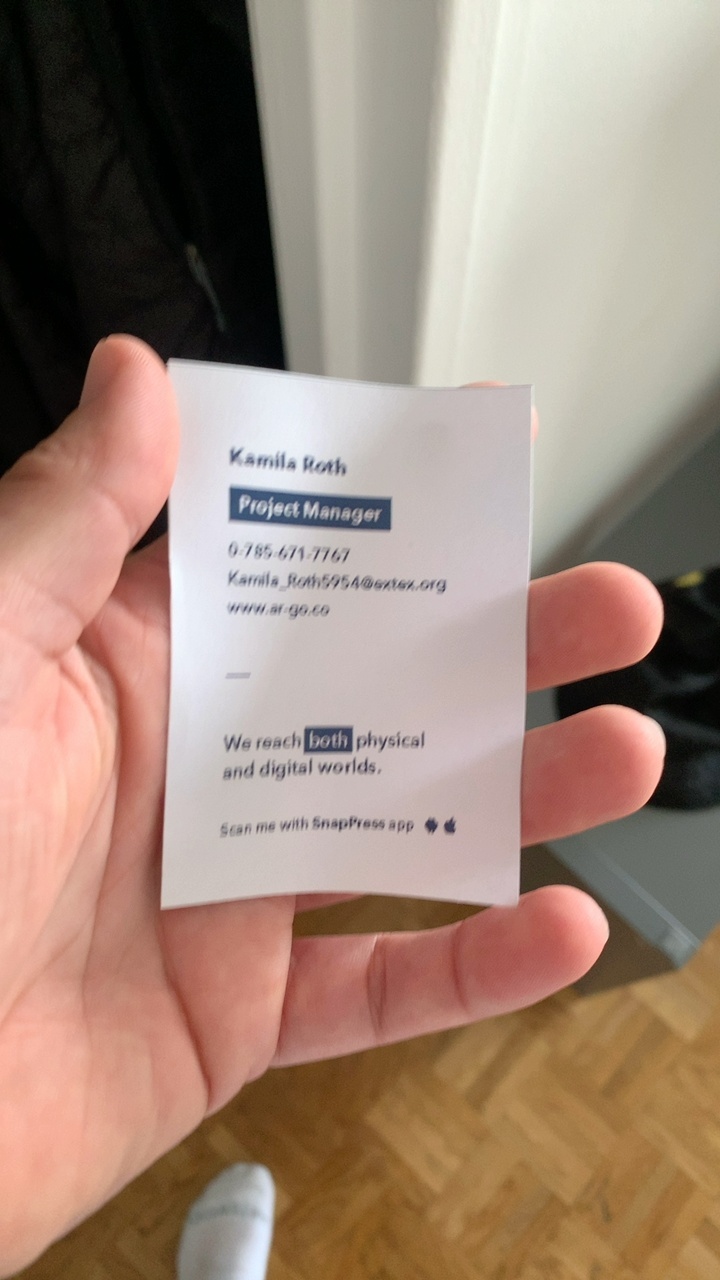 Kamila Roth
Project Manager
0-785-671-7767
Kamila_Roth5954@extex.org
www.ar-go.co
We reach both physical
and digital worlds.
Scan me with SnapPress app